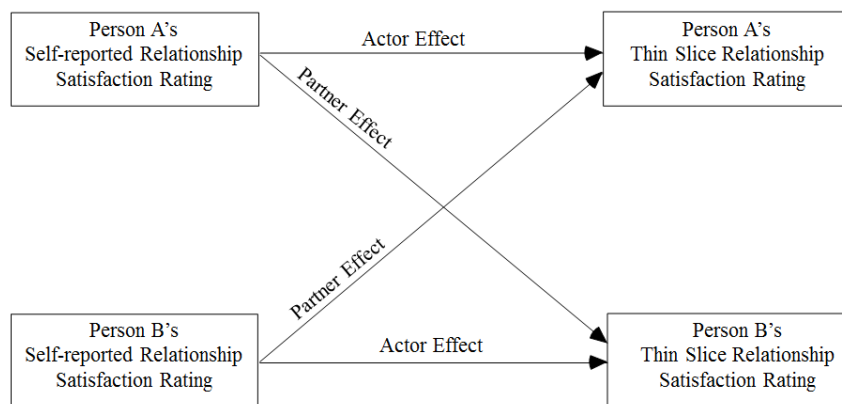 Person A's
Self-reported Relationship
Satisfaction Rating
Actor Effect
Person A's
Thin Slice Relationship
Satisfaction Rating
Partner Effect
Partner Effect
Person B's
Self-reported Relationship
Satisfaction Rating
Actor Effect
Person B's
Thin Slice Relationship
Satisfaction Rating